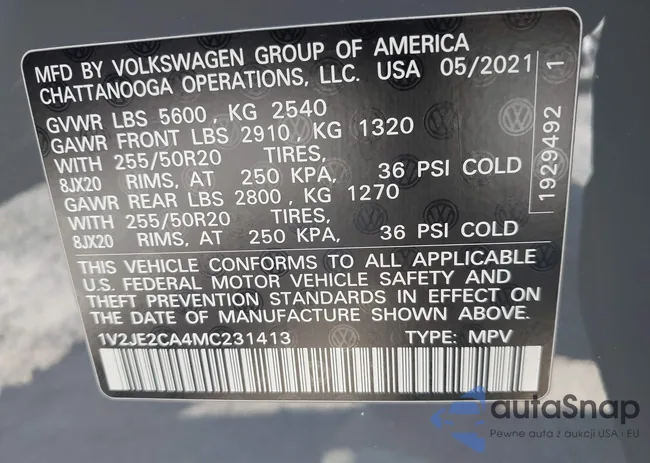 MFD BY VOLKSWAGEN GROUP OF AMERICA
CHATTANOOGA OPERATIONS, LLC. USA 05/2021
GVWR LBS 5600, KG 2540
GAWR FRONT LBS 2910, KG 1320
WITH 255/50R20 TIRES,
8JX20 RIMS, AT 250 KPA, 36 PSI COLD
GAWR REAR LBS 2800, KG 1270
WITH 255/50R20 TIRES,
8JX20 RIMS, AT 250 KPA, 36 PSI COLD
1929492 1
THIS VEHICLE CONFORMS TO ALL APPLICABLE
U.S. FEDERAL MOTOR VEHICLE SAFETY AND
THEFT PREVENTION STANDARDS IN EFFECT ON
THE DATE OF MANUFACTURE SHOWN ABOVE.
1V2JE2CA4MC231413 TYPE: MPV
autaSnap
Pewne auta z aukcji USA i EU